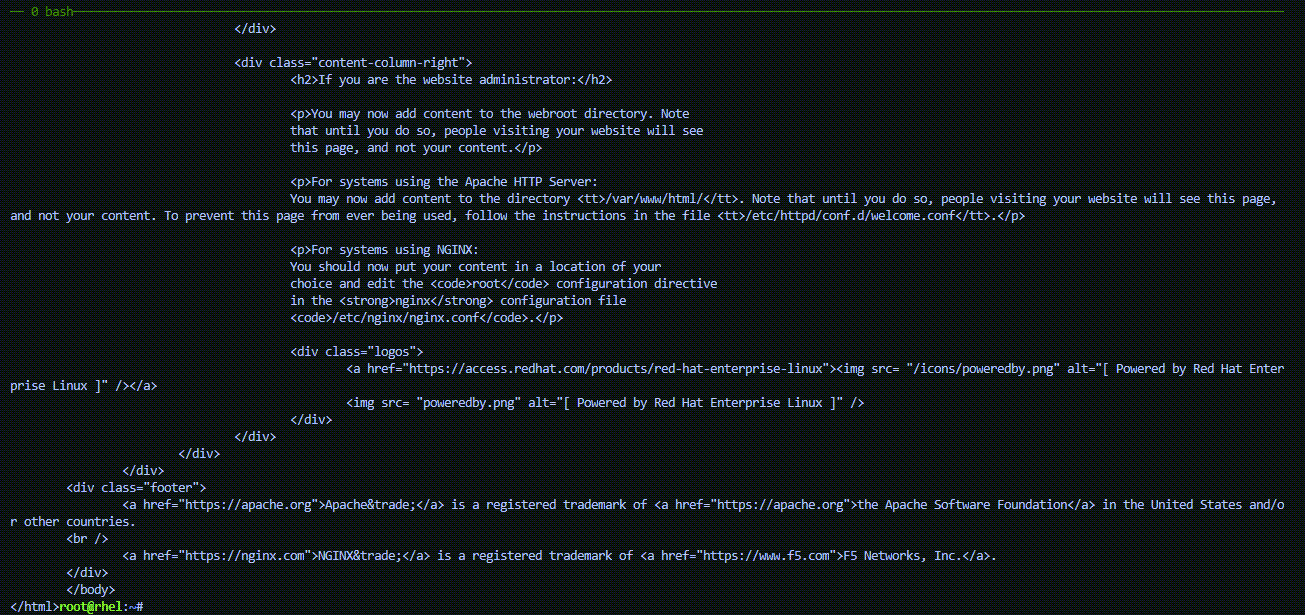 0 bash
</div>
<div class="content-column-right">
<h2>If you are the website administrator:</h2>
<p>You may now add content to the webroot directory. Note
that until you do so, people visiting your website will see
this page, and not your content.</p>
<p>For systems using the Apache HTTP Server:
You may now add content to the directory <tt>/var/www/html/</tt>. Note that until you do so, people visiting your website will see this page,
and not your content. To prevent this page from ever being used, follow the instructions in the file <tt>/etc/httpd/conf.d/welcome.conf</tt>.</p>
<p>For systems using NGINX:
You should now put your content in a location of your
choice and edit the <code>root</code> configuration directive
in the <strong>nginx</strong> configuration file
<code>/etc/nginx/nginx.conf</code>.</p>
<div class="logos">
<a href="https://access.redhat.com/products/red-hat-enterprise-linux"><img src= "/icons/poweredby.png" alt="[ Powered by Red Hat Enter
prise Linux ]" /></a>
<img src= "poweredby.png" alt="[ Powered by Red Hat Enterprise Linux ]" />
</div>
</div>
</div>
</div>
<div class="footer">
<a href="https://apache.org">Apache&trade;</a> is a registered trademark of <a href="https://apache.org">the Apache Software Foundation</a> in the United States and/o
r other countries.
<br />
<a href="https://nginx.com">NGINX&trade;</a> is a registered trademark of <a href="https://www.f5.com">F5 Networks, Inc.</a>.
</div>
</body>
</html>root@rhel:~#